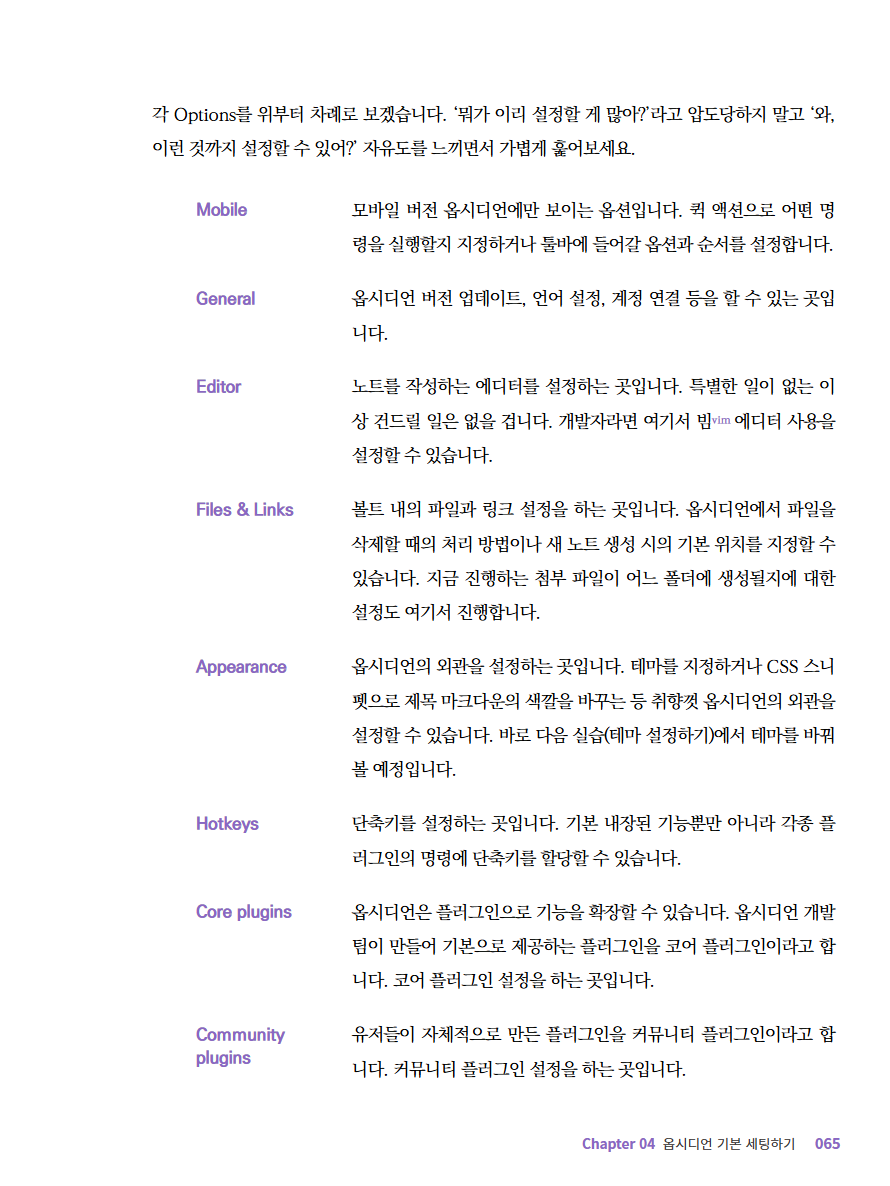 각 Options를 위부터 차례로 보겠습니다. ‘뭐가 이리 설정할 게 많아?’라고 압도당하지 말고 ‘와,
이런 것까지 설정할 수 있어?’ 자유도를 느끼면서 가볍게 훑어보세요.
Mobile
모바일 버전 옵시디언에만 보이는 옵션입니다. 퀵 액션으로 어떤 명
령을 실행할지 지정하거나 툴바에 들어갈 옵션과 순서를 설정합니다.
General
옵시디언 버전 업데이트, 언어 설정, 계정 연결 등을 할 수 있는 곳입
니다.
Editor
노트를 작성하는 에디터를 설정하는 곳입니다. 특별한 일이 없는 이
상 건드릴 일은 없을 겁니다. 개발자라면 여기서 빔vim 에디터 사용을
설정할 수 있습니다.
Files & Links
볼트 내의 파일과 링크 설정을 하는 곳입니다. 옵시디언에서 파일을
삭제할 때의 처리 방법이나 새 노트 생성 시의 기본 위치를 지정할 수
있습니다. 지금 진행하는 첨부 파일이 어느 폴더에 생성될지에 대한
설정도 여기서 진행합니다.
Appearance
옵시디언의 외관을 설정하는 곳입니다. 테마를 지정하거나 CSS 스니
펫으로 제목 마크다운의 색깔을 바꾸는 등 취향껏 옵시디언의 외관을
설정할 수 있습니다. 바로 다음 실습(테마 설정하기)에서 테마를 바꿔
볼 예정입니다.
Hotkeys
단축키를 설정하는 곳입니다. 기본 내장된 기능뿐만 아니라 각종 플
러그인의 명령에 단축키를 할당할 수 있습니다.
Core plugins
옵시디언은 플러그인으로 기능을 확장할 수 있습니다. 옵시디언 개발
팀이 만들어 기본으로 제공하는 플러그인을 코어 플러그인이라고 합
니다. 코어 플러그인 설정을 하는 곳입니다.
Community
plugins
유저들이 자체적으로 만든 플러그인을 커뮤니티 플러그인이라고 합
니다. 커뮤니티 플러그인 설정을 하는 곳입니다.
Chapter 04 옵시디언 기본 세팅하기 065